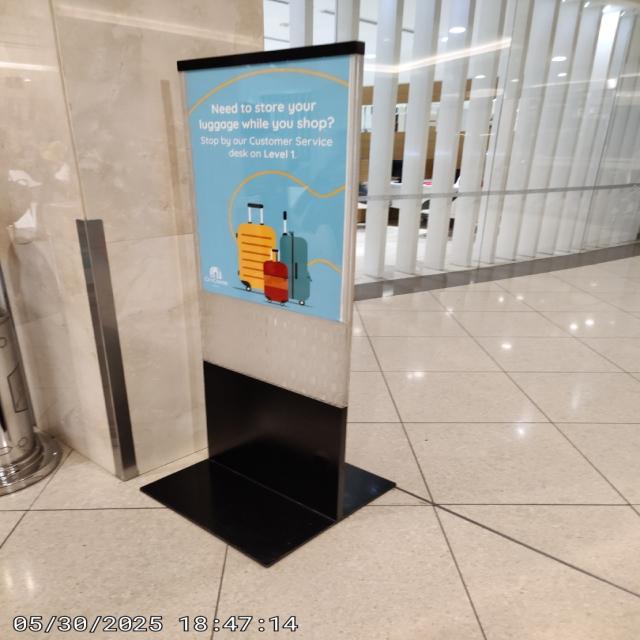 Need to store your
luggage while you shop?
Stop by our Customer Service
desk on Level 1.
05/30/2025 18:47:14